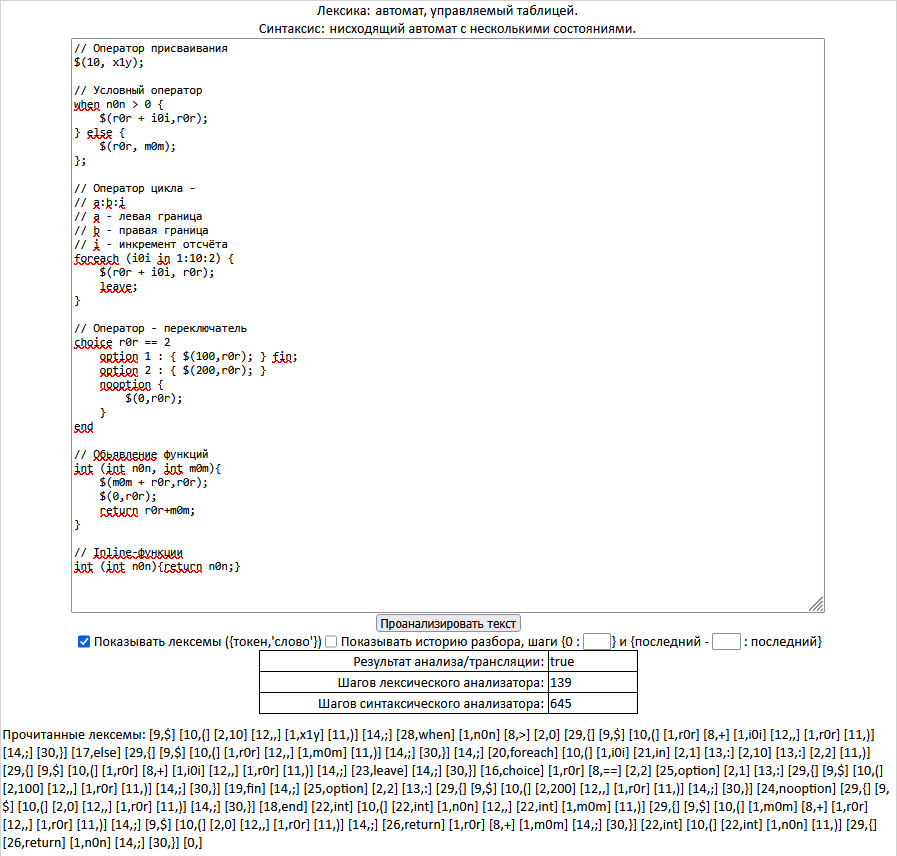 Лексика: автомат, управляемый таблицей.
Синтаксис: нисходящий автомат с несколькими состояниями.
// Оператор присваивания
$(10, x1y);
// Условный оператор
when n0n > 0 {
$(r0r + i0i,r0r);
} else {
$(r0r, m0m);
};
// Оператор цикла -
// a:b:i
// a - левая граница
// b - правая граница
// i - инкремент отсчёта
foreach (i0i in 1:10:2) {
$(r0r + i0i, r0r);
leave;
}
// Оператор - переключатель
choice r0r == 2
option 1 : { $(100,r0r); } fin;
option 2 : { $(200,r0r); }
nooption {
$(0,r0r);
}
end
// Обьявление функций
int (int n0n, int m0m){
$(m0m + r0r,r0r);
$(0,r0r);
return r0r+m0m;
}
// Inline-функции
int (int n0n){return n0n;}
Проанализировать текст
Показывать лексемы ({токен,'слово'}) Показывать историю разбора, шаги {0 : } и {последний - : последний}
Результат анализа/трансляции: true
Шагов лексического анализатора: 139
Шагов синтаксического анализатора: 645
Прочитанные лексемы: [9,$] [10,(] [2,10] [12,,] [1,x1y] [11,)] [14,;] [28,when] [1,n0n] [8,>] [2,0] [29,{] [9,$] [10,(] [1,r0r] [8,+] [1,i0i] [12,,] [1,r0r] [11,)]
[14,;] [30,}] [17,else] [29,{] [9,$] [10,(] [1,r0r] [12,,] [1,m0m] [11,)] [14,;] [30,}] [14,;] [20,foreach] [10,(] [1,i0i] [21,in] [2,1] [13,:] [2,10] [13,:] [2,2] [11,)]
[29,{] [9,$] [10,(] [1,r0r] [8,+] [1,i0i] [12,,] [1,r0r] [11,)] [14,;] [23,leave] [14,;] [30,}] [16,choice] [1,r0r] [8,==] [2,2] [25,option] [2,1] [13,:] [29,{] [9,$] [10,(]
[2,100] [12,,] [1,r0r] [11,)] [14,;] [30,}] [19,fin] [14,;] [25,option] [2,2] [13,:] [29,{] [9,$] [10,(] [2,200] [12,,] [1,r0r] [11,)] [14,;] [30,}] [24,nooption] [29,{] [9,
$] [10,(] [2,0] [12,,] [1,r0r] [11,)] [14,;] [30,}] [18,end] [22,int] [10,(] [22,int] [1,n0n] [12,,] [22,int] [1,m0m] [11,)] [29,{] [9,$] [10,(] [1,m0m] [8,+] [1,r0r]
[12,,] [1,r0r] [11,)] [14,;] [9,$] [10,(] [2,0] [12,,] [1,r0r] [11,)] [14,;] [26,return] [1,r0r] [8,+] [1,m0m] [14,;] [30,}] [22,int] [10,(] [22,int] [1,n0n] [11,)] [29,{]
[26,return] [1,n0n] [14,;] [30,}] [0,]